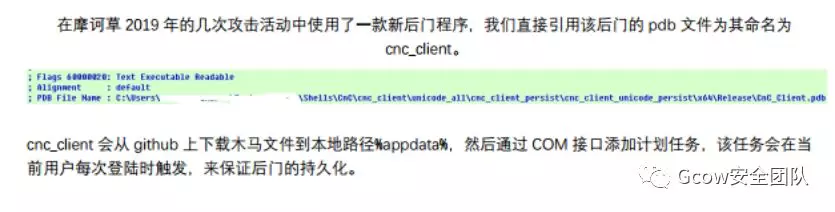 在摩诃草 2019 年的几次攻击活动中使用了一款新后门程序，我们直接引用该后门的 pdb 文件为其命名为
cnc_client。
; Flags 60000020: Text Executable Readable
; Alignment : default
; PDB File Name : C:\Users\ \Shells\CnC\cnc_client\unicode_all\cnc_client_persist\cnc_client_unicode_persist\x64\Release\CnC_Client.pdb
cnc_client 会从 github 上下载木马文件到本地路径%appdata%，然后通过 COM 接口添加计划任务，该任务会在当
前用户每次登陆时触发，来保证后门的持久化。
Gcow安全团队